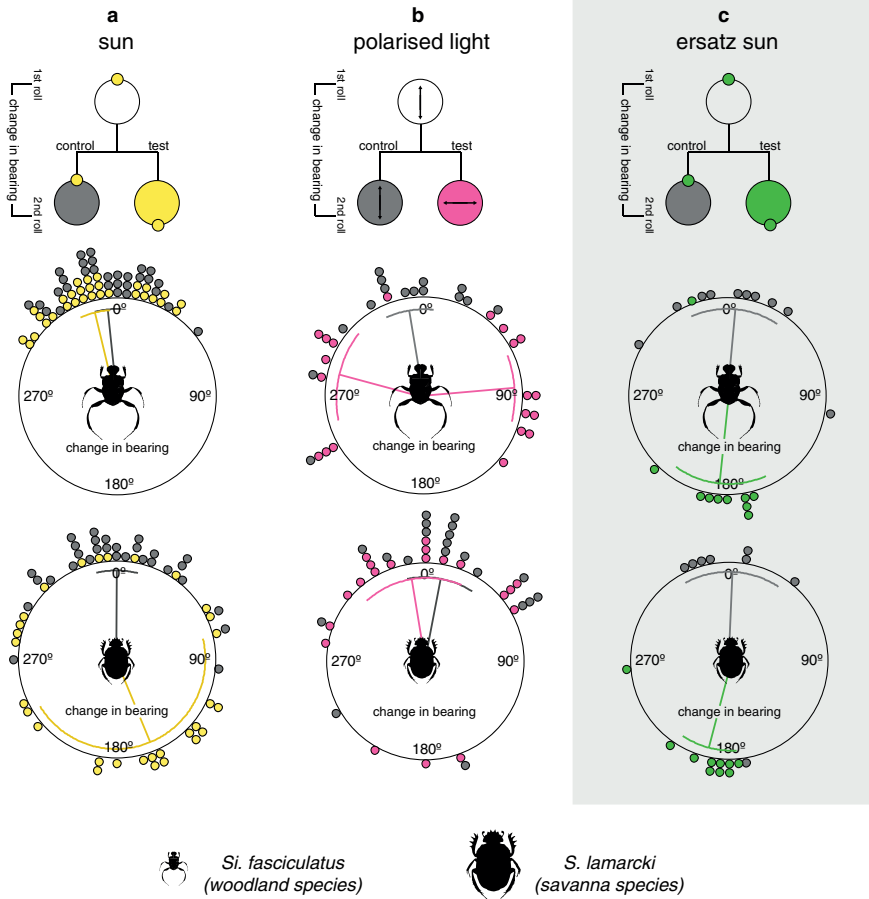 a
sun
1st roll
change in bearing
2nd roll
control
test
0º
90º
270º
change in bearing
180º
0º
90º
270º
change in bearing
180º
b
polarised light
1st roll
change in bearing
2nd roll
control
test
0º
90º
270º
change in bearing
180º
0º
90º
270º
change in bearing
180º
c
ersatz sun
1st roll
change in bearing
2nd roll
control
test
0º
90º
270º
change in bearing
180º
0º
90º
270º
change in bearing
180º
Si. fasciculatus
(woodland species)
S. lamarcki
(savanna species)